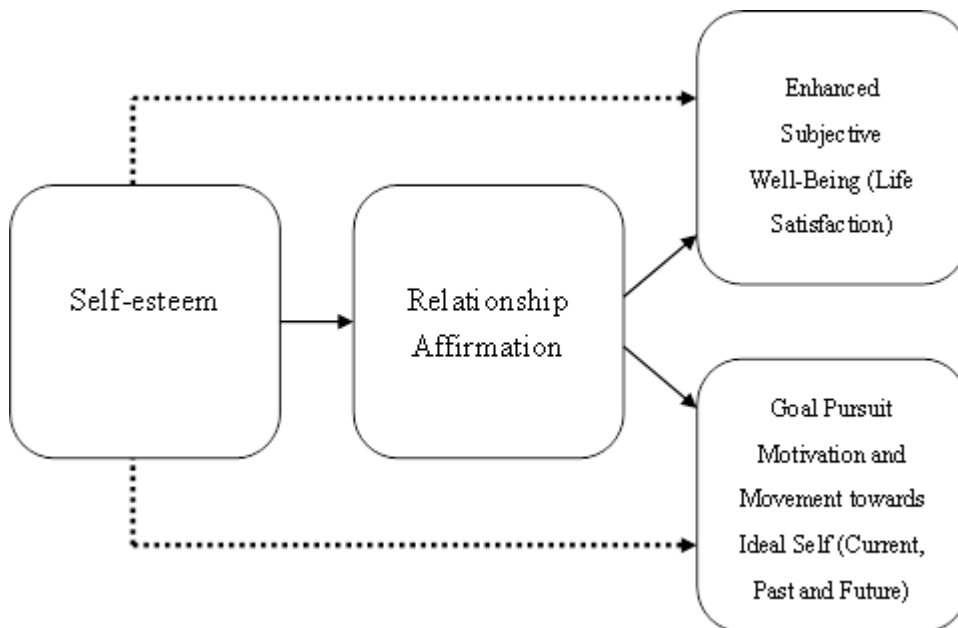 Self-esteem
Relationship
Affirmation
Enhanced
Subjective
Well-Being (Life
Satisfaction)
Goal Pursuit
Motivation and
Movement towards
Ideal Self (Current,
Past and Future)